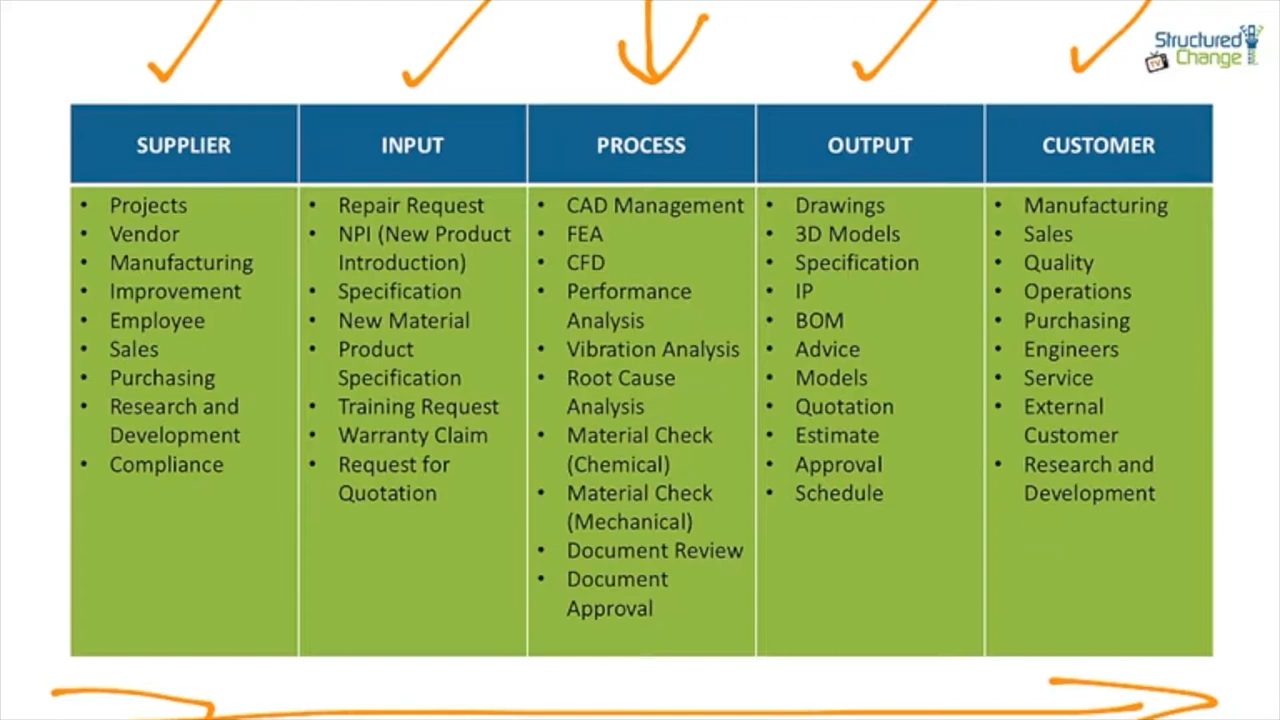 Structured
TV Change
SUPPLIER
INPUT
PROCESS
OUTPUT
CUSTOMER
• Projects
• Vendor
• Manufacturing
• Improvement
• Employee
• Sales
• Purchasing
• Research and
Development
• Compliance
• Repair Request
• NPI (New Product
Introduction)
• Specification
• New Material
• Product
Specification
• Training Request
• Warranty Claim
• Request for
Quotation
• CAD Management
• FEA
• CFD
• Performance
Analysis
• Vibration Analysis
• Root Cause
Analysis
• Material Check
(Chemical)
• Material Check
(Mechanical)
• Document Review
• Document
Approval
• Drawings
• 3D Models
• Specification
• IP
• BOM
• Advice
• Models
• Quotation
• Estimate
• Approval
• Schedule
• Manufacturing
• Sales
• Quality
• Operations
• Purchasing
• Engineers
• Service
• External
Customer
• Research and
Development